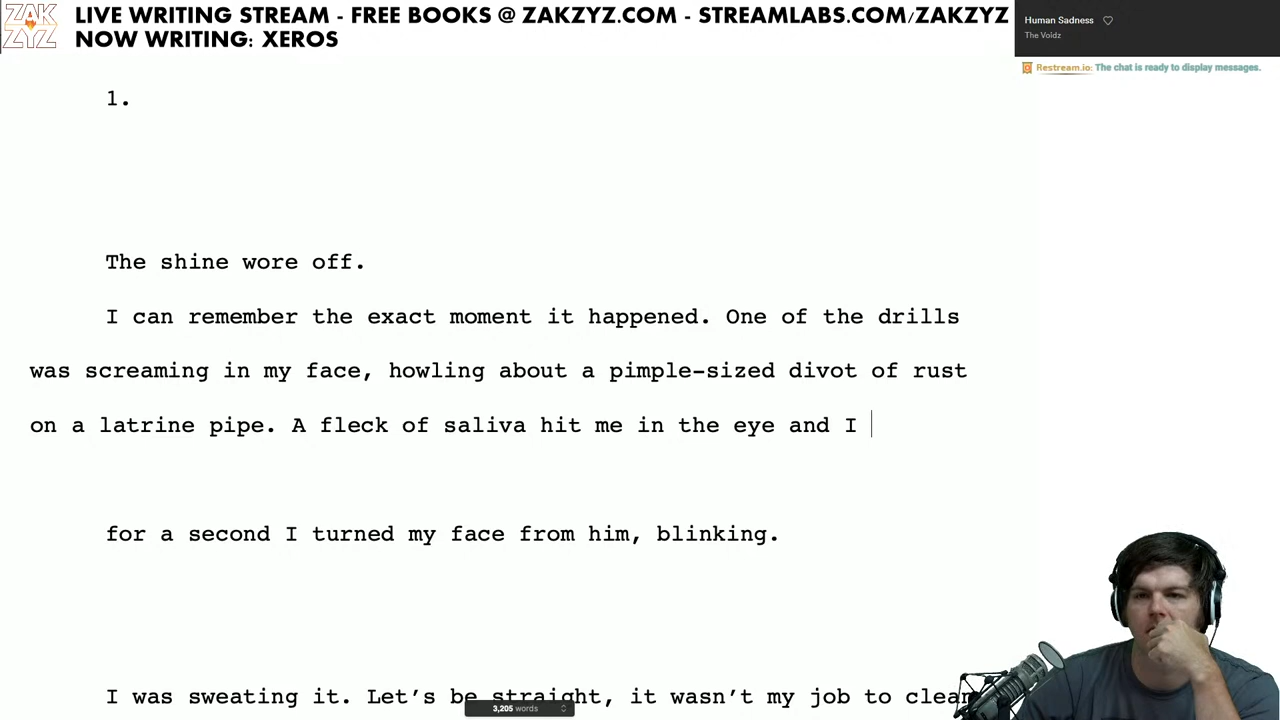 ZAK
ZYZ
LIVE WRITING STREAM - FREE BOOKS @ ZAKZYZ.COM - STREAMLABS.COM/ZAKZYZ
NOW WRITING: XEROS
Human Sadness
The Voidz
Restream.io: The chat is ready to display messages.
1.
The shine wore off.
I can remember the exact moment it happened. One of the drills
was screaming in my face, howling about a pimple-sized divot of rust
on a latrine pipe. A fleck of saliva hit me in the eye and I
for a second I turned my face from him, blinking.
I was sweating it. Let’s be straight, it wasn’t my job to clean
3,205 words